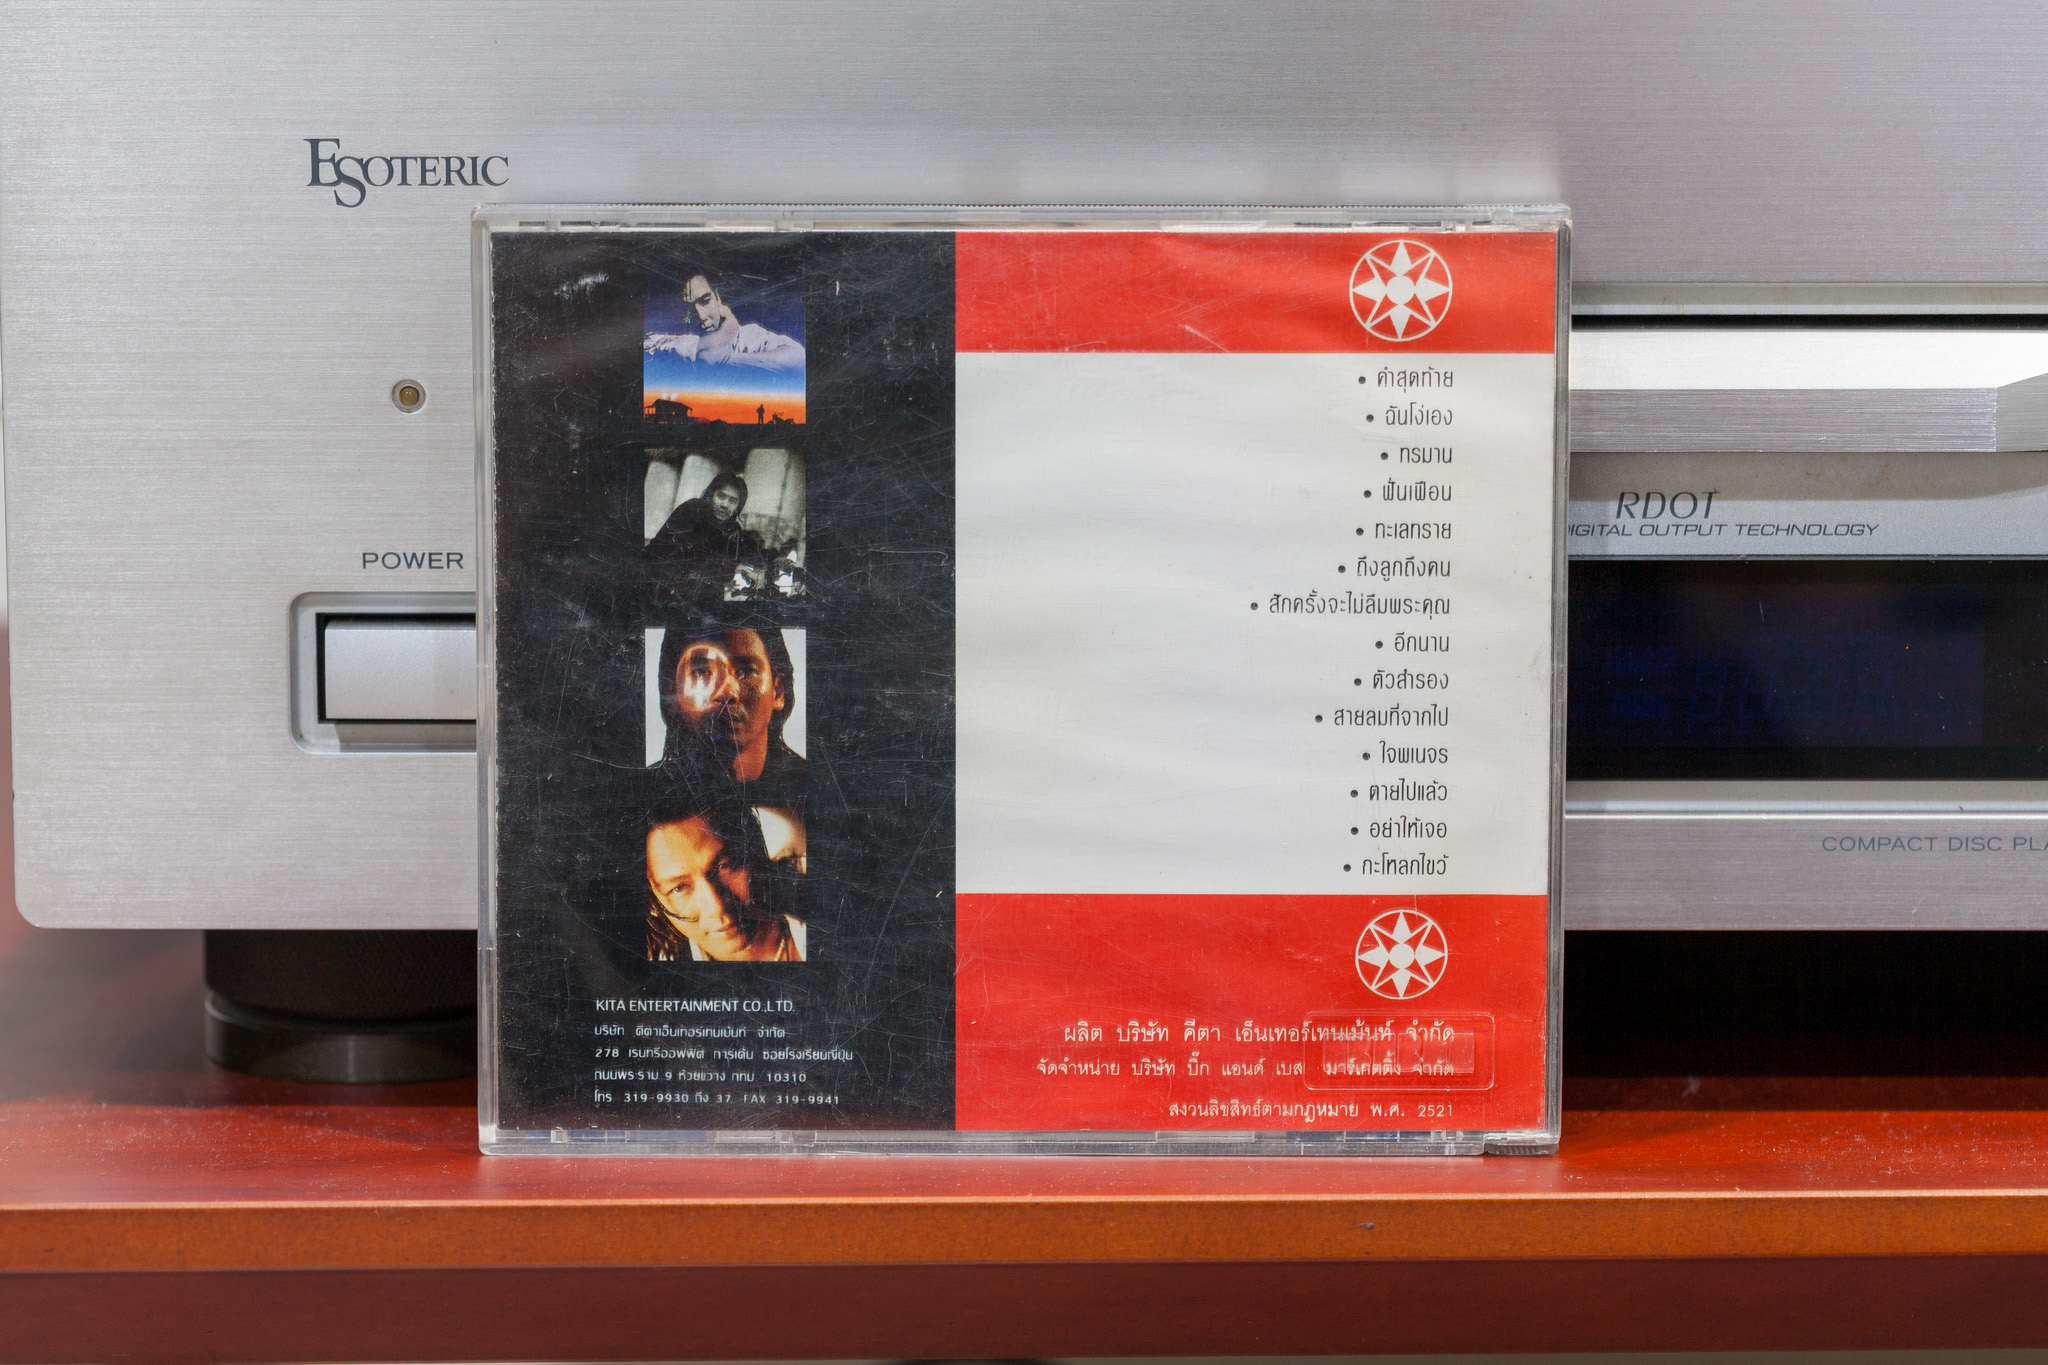 ESOTERIC
POWER
RDOT
DIGITAL OUTPUT TECHNOLOGY
COMPACT DISC PLA
• คำสุดท้าย
• ฉันโง่เอง
• ทรมาน
• ฟั่นเฟือน
• ทะเลทราย
• ถึงลูกถึงคน
• สักครั้งจะไม่ลืมพระคุณ
• อีกนาน
• ตัวสำรอง
• สายลมที่จากไป
• ใจพเนจร
• ตายไปแล้ว
• อย่าให้เจอ
• กะโหลกไขว้
KITA ENTERTAINMENT CO.,LTD.
บริษัท คีตาเอ็นเทอร์เทนเม้นท์ จำกัด
278 เรนทรีออฟฟิศ การ์เด้น ซอยโรงเรียนญี่ปุ่น
ถนนพระราม 9 ห้วยขวาง กทม. 10310
โทร. 319-9930 ถึง 37 FAX 319-9941
ผลิต บริษัท คีตา เอ็นเทอร์เทนเม้นท์ จำกัด
จัดจำหน่าย บริษัท บิ๊ก แอนด์ เบส มาร์เกตติ้ง จำกัด
สงวนลิขสิทธิ์ตามกฎหมาย พ.ศ. 2521